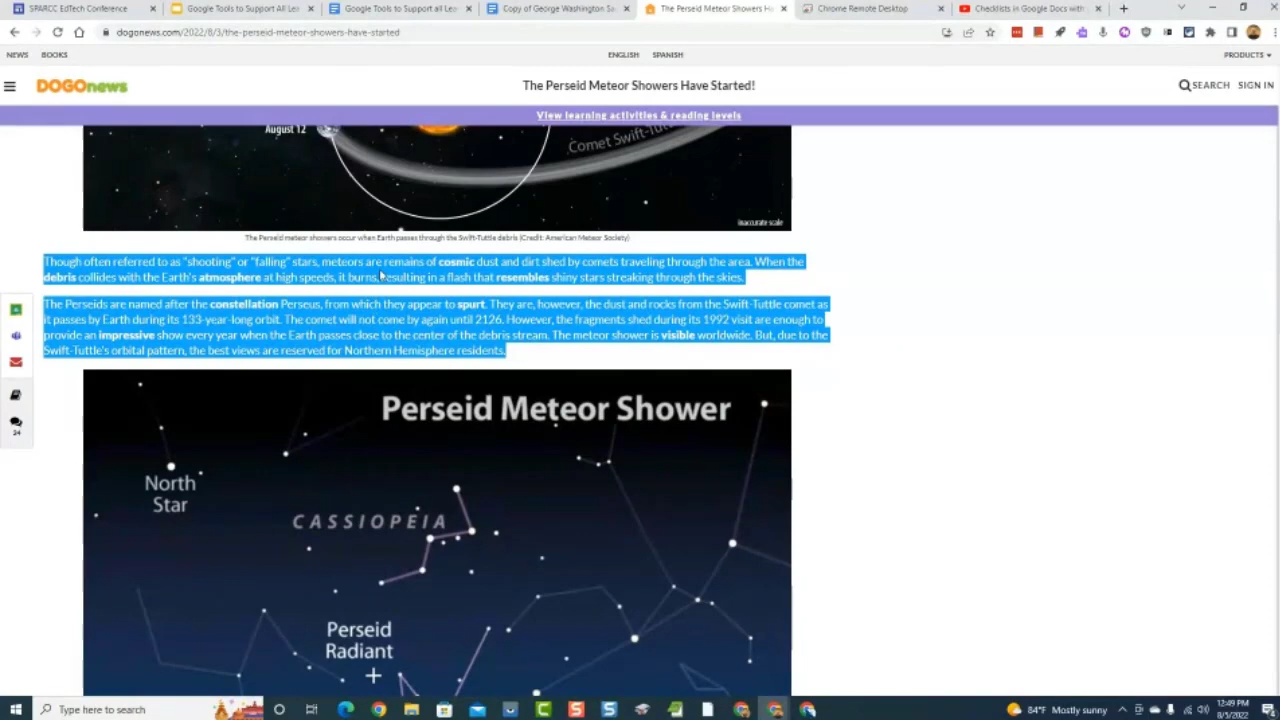 SPARCC EdTech Conference
Google Tools to Support All Lea
Google Tools to Support all Lea
Copy of George Washington Sa
The Perseid Meteor Showers Ha
Chrome Remote Desktop
Checklists in Google Docs with
dogonews.com/2022/8/3/the-perseid-meteor-showers-have-started
NEWS BOOKS ENGLISH SPANISH PRODUCTS
DOGOnews The Perseid Meteor Showers Have Started! SEARCH SIGN IN
View learning activities & reading levels
August 12
Comet Swift-Tut
inaccurate scale
The Perseid meteor showers occur when Earth passes through the Swift-Tuttle debris (Credit: American Meteor Society)
Though often referred to as "shooting" or "falling" stars, meteors are remains of cosmic dust and dirt shed by comets traveling through the area. When the
debris collides with the Earth's atmosphere at high speeds, it burns, resulting in a flash that resembles shiny stars streaking through the skies.
The Perseids are named after the constellation Perseus, from which they appear to spurt. They are, however, the dust and rocks from the Swift-Tuttle comet as
it passes by Earth during its 133-year-long orbit. The comet will not come by again until 2126. However, the fragments shed during its 1992 visit are enough to
provide an impressive show every year when the Earth passes close to the center of the debris stream. The meteor shower is visible worldwide. But, due to the
Swift-Tuttle's orbital pattern, the best views are reserved for Northern Hemisphere residents.
24
Perseid Meteor Shower
North
Star
CASSIOPEIA
Perseid
Radiant
Type here to search
84°F Mostly sunny
12:49 PM
8/5/2022